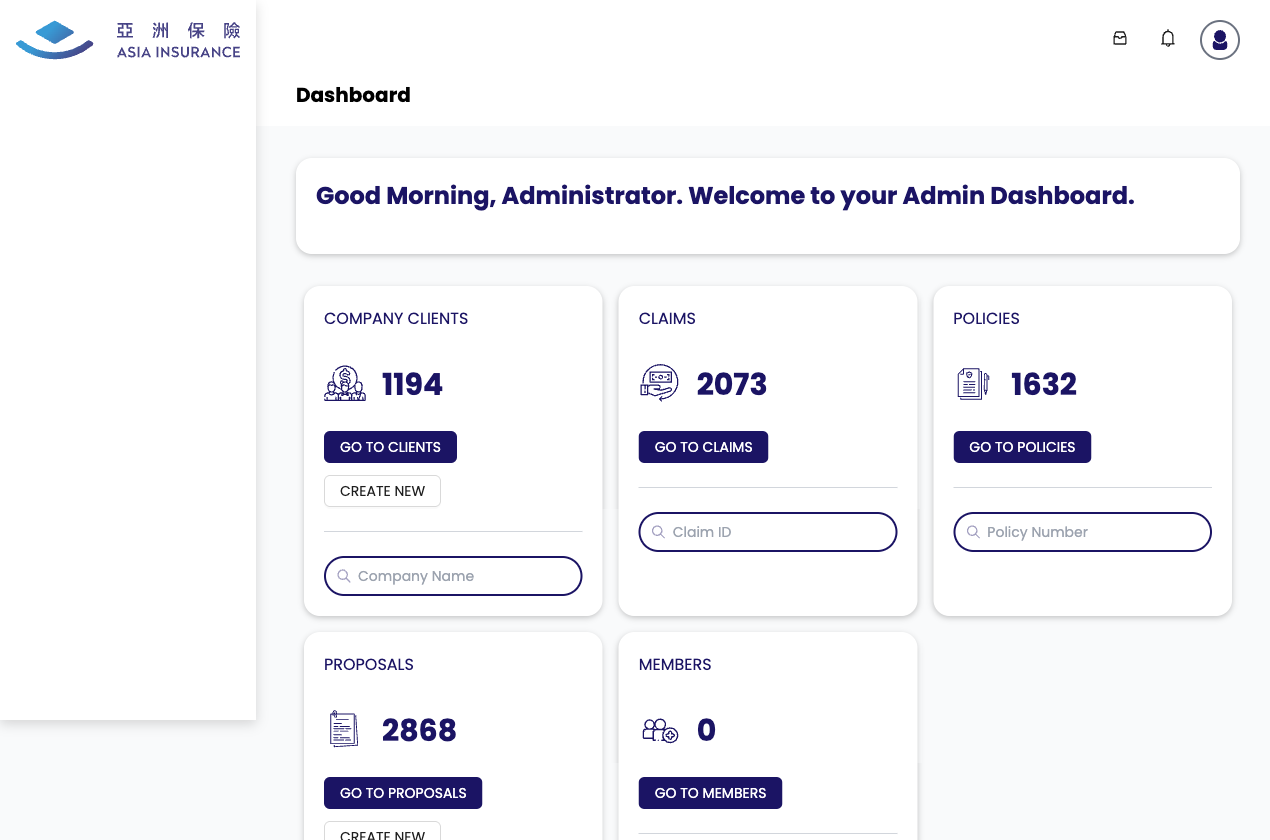 亞洲保險
ASIA INSURANCE
Dashboard
Good Morning, Administrator. Welcome to your Admin Dashboard.
COMPANY CLIENTS
1194
GO TO CLIENTS
CREATE NEW
Company Name
CLAIMS
2073
GO TO CLAIMS
Claim ID
POLICIES
1632
GO TO POLICIES
Policy Number
PROPOSALS
2868
GO TO PROPOSALS
CREATE NEW
MEMBERS
0
GO TO MEMBERS